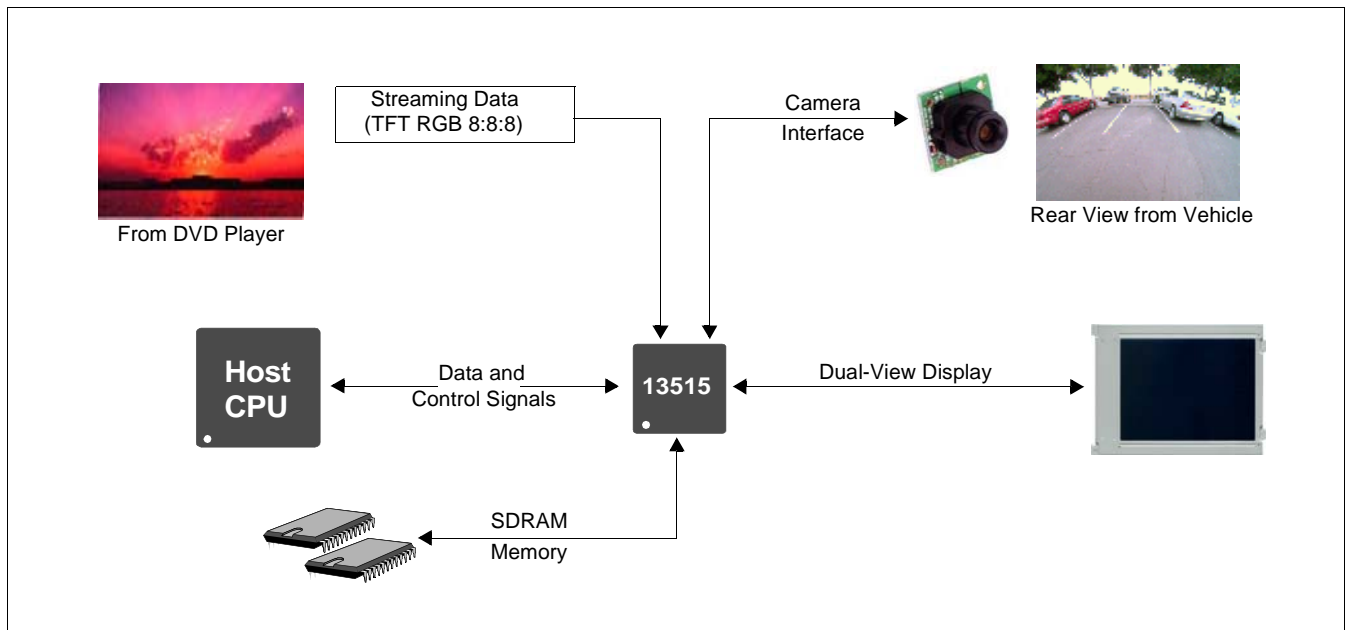 Streaming Data
(TFT RGB 8:8:8)
Camera
Interface
From DVD Player
Rear View from Vehicle
Host
CPU
Data and
Control Signals
13515
Dual-View Display
SDRAM
Memory